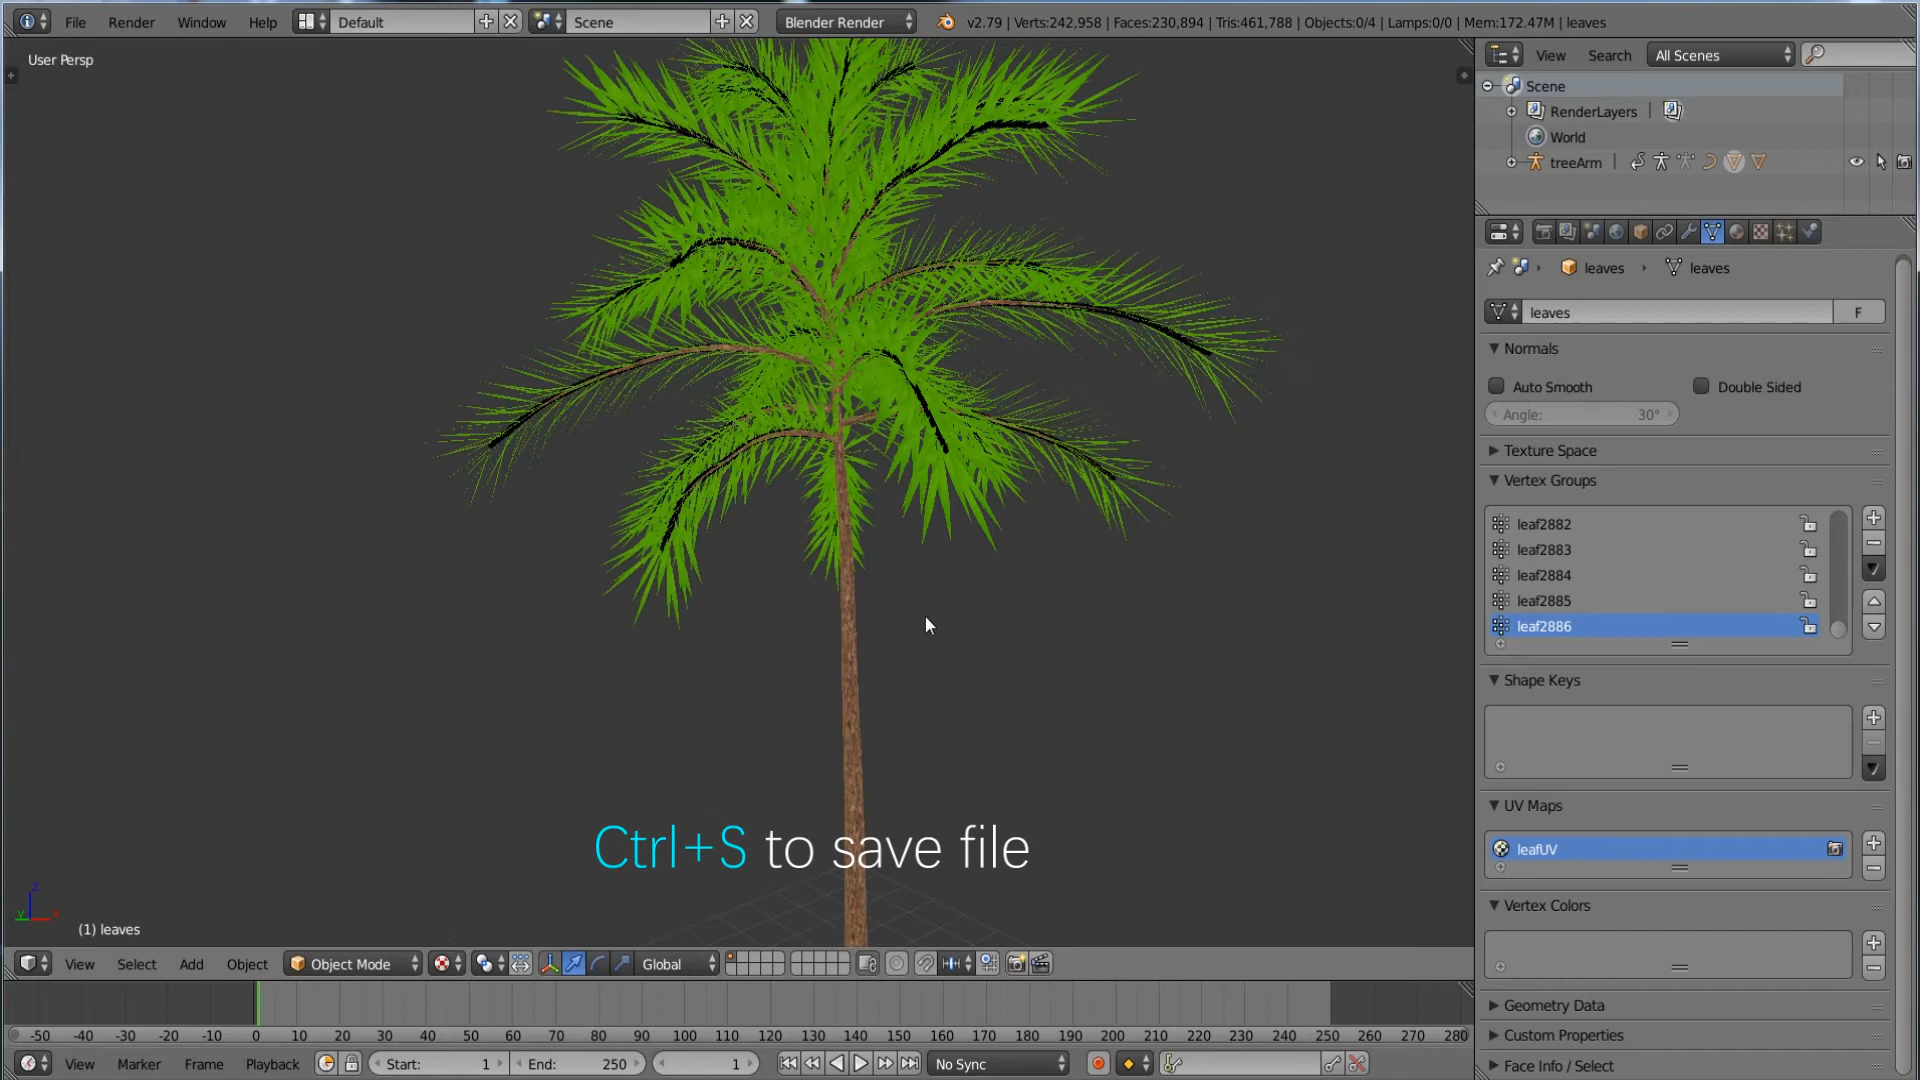 File Render Window Help Default Scene Blender Render v2.79 | Verts:242,958 | Faces:230,894 | Tris:461,788 | Objects:0/4 | Lamps:0/0 | Mem:172.47M | leaves
User Persp
View Search All Scenes
Scene
RenderLayers
World
treeArm
leaves leaves
leaves F
Normals
Auto Smooth Double Sided
Angle: 30°
Texture Space
Vertex Groups
leaf2882
leaf2883
leaf2884
leaf2885
leaf2886
Shape Keys
UV Maps
leafUV
Vertex Colors
Geometry Data
Custom Properties
Face Info / Select
Ctrl+S to save file
z
y x
(1) leaves
View Select Add Object Object Mode Global
-50 -40 -30 -20 -10 0 10 20 30 40 50 60 70 80 90 100 110 120 130 140 150 160 170 180 190 200 210 220 230 240 250 260 270 280
View Marker Frame Playback Start: 1 End: 250 1 No Sync